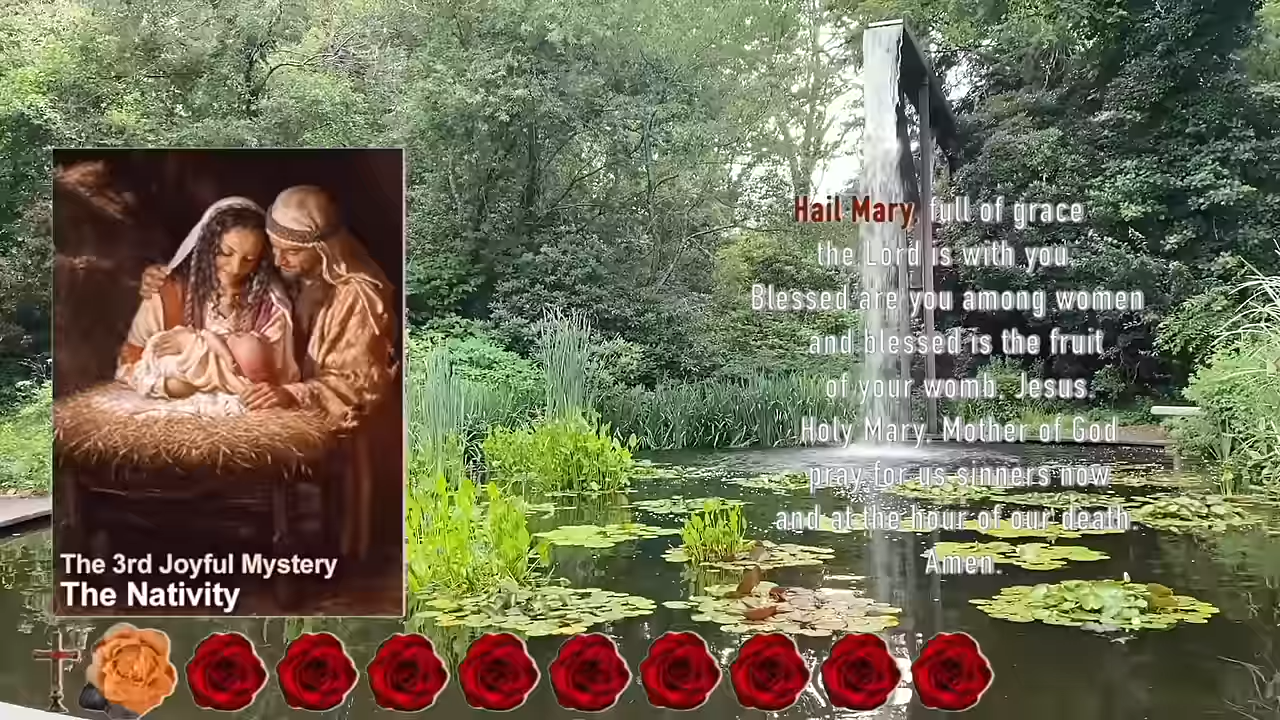 Hail Mary, full of grace
the Lord is with you.
Blessed are you among women
and blessed is the fruit
of your womb. Jesus.
Holy Mary, Mother of God
pray for us sinners now
and at the hour of our death
Amen.
The 3rd Joyful Mystery
The Nativity